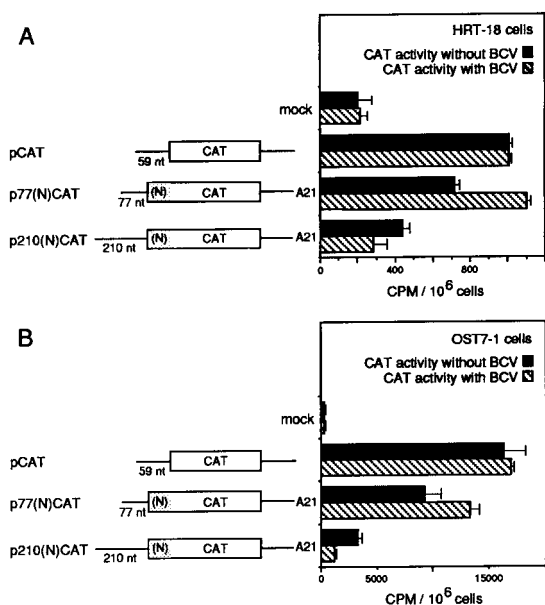 A
HRT-18 cells
CAT activity without BCV
CAT activity with BCV
mock
pCAT
59 nt
CAT
p77(N)CAT
77 nt
(N)
CAT
A21
p210(N)CAT
210 nt
(N)
CAT
A21
0 400 800
CPM / 10⁶ cells
B
OST7-1 cells
CAT activity without BCV
CAT activity with BCV
mock
pCAT
59 nt
CAT
p77(N)CAT
77 nt
(N)
CAT
A21
p210(N)CAT
210 nt
(N)
CAT
A21
0 5000 15000
CPM / 10⁶ cells